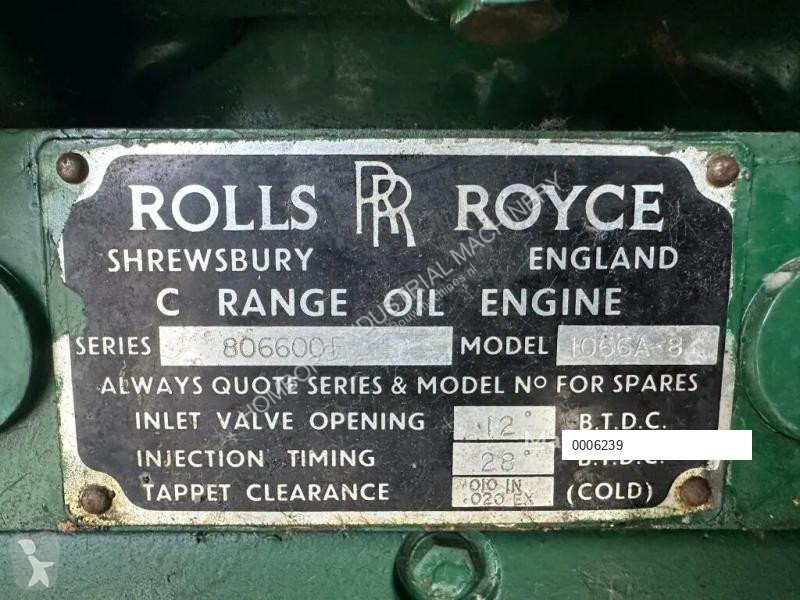 ROLLS RR ROYCE
SHREWSBURY ENGLAND
C RANGE OIL ENGINE
SERIES 806600F MODEL 1066A-8
ALWAYS QUOTE SERIES & MODEL Nº FOR SPARES
INLET VALVE OPENING 12° B.T.D.C.
INJECTION TIMING 28° B.T.D.C.
0006239
TAPPET CLEARANCE .010 IN .020 EX (COLD)